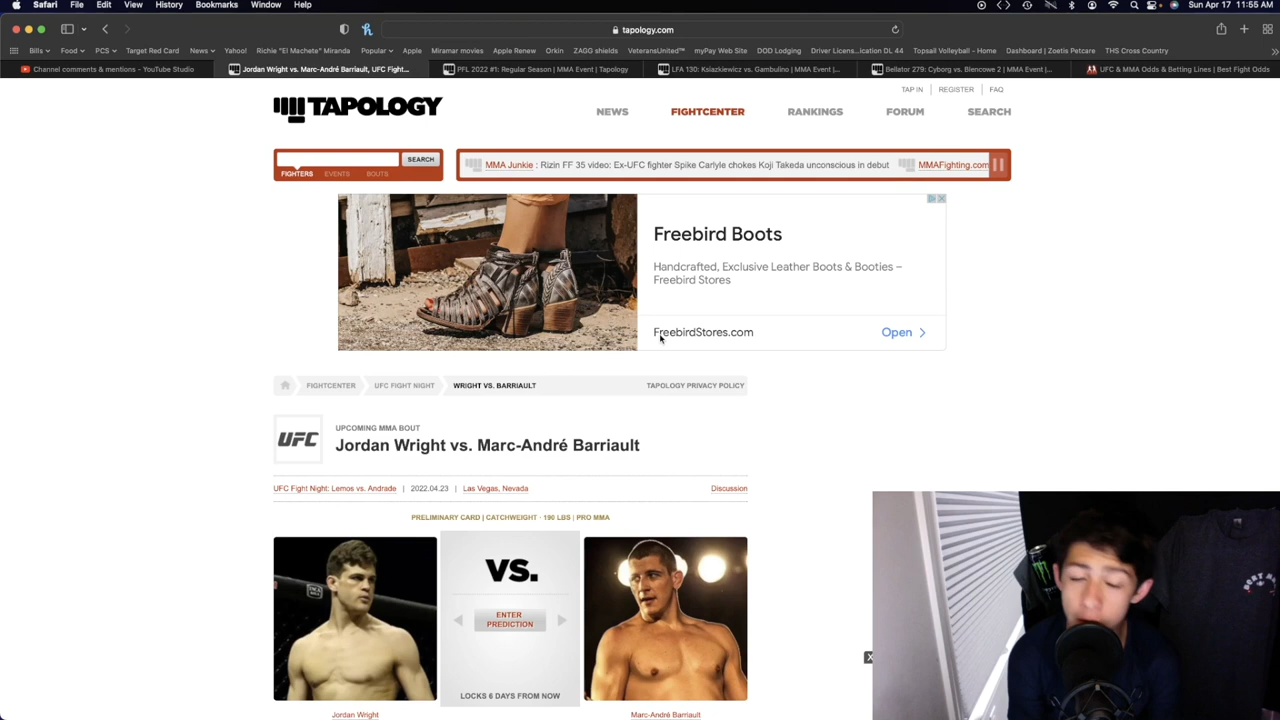 Safari File Edit View History Bookmarks Window Help Sun Apr 17 11:55 AM
tapology.com
Bills Food PCS Target Red Card News Yahoo! Richie "El Machete" Miranda Popular Apple Miramar movies Apple Renew Orkin ZAGG shields VeteransUnited™ myPay Web Site DOD Lodging Driver Licens...ication DL 44 Topsail Volleyball – Home Dashboard | Zoetis Petcare THS Cross Country
Channel comments & mentions – YouTube Studio Jordan Wright vs. Marc-André Barriault, UFC Fight... PFL 2022 #1: Regular Season | MMA Event | Tapology LFA 130: Ksiazkiewicz vs. Gambulino | MMA Event |... Bellator 279: Cyborg vs. Blencowe 2 | MMA Event |... UFC & MMA Odds & Betting Lines | Best Fight Odds
TAP IN | REGISTER | FAQ
TAPOLOGY
NEWS FIGHTCENTER RANKINGS FORUM SEARCH
SEARCH
FIGHTERS EVENTS BOUTS
MMA Junkie : Rizin FF 35 video: Ex-UFC fighter Spike Carlyle chokes Koji Takeda unconscious in debut MMAFighting.com
Freebird Boots
Handcrafted, Exclusive Leather Boots & Booties –
Freebird Stores
FreebirdStores.com Open
FIGHTCENTER UFC FIGHT NIGHT WRIGHT VS. BARRIAULT TAPOLOGY PRIVACY POLICY
UFC
UPCOMING MMA BOUT
Jordan Wright vs. Marc-André Barriault
UFC Fight Night: Lemos vs. Andrade | 2022.04.23 | Las Vegas, Nevada Discussion
PRELIMINARY CARD | CATCHWEIGHT · 190 LBS | PRO MMA
VS.
ENTER
PREDICTION
LOCKS 6 DAYS FROM NOW
Jordan Wright Marc-André Barriault
X